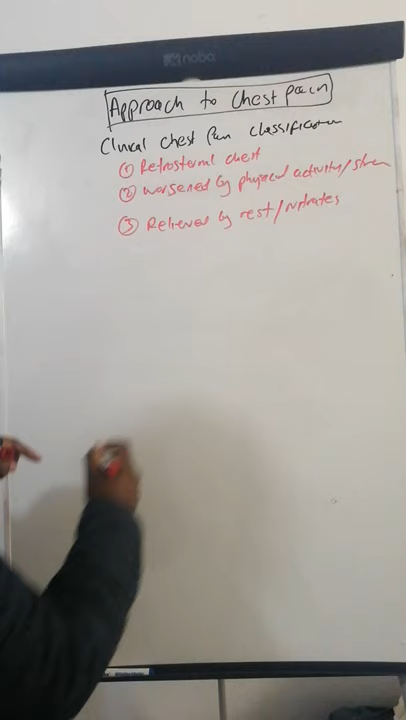 nobo
Approach to Chest pain
Clinical chest Pain classification
① Retrosternal chest
② worsened by physical activity/stress
③ Relieved by rest/nitrates